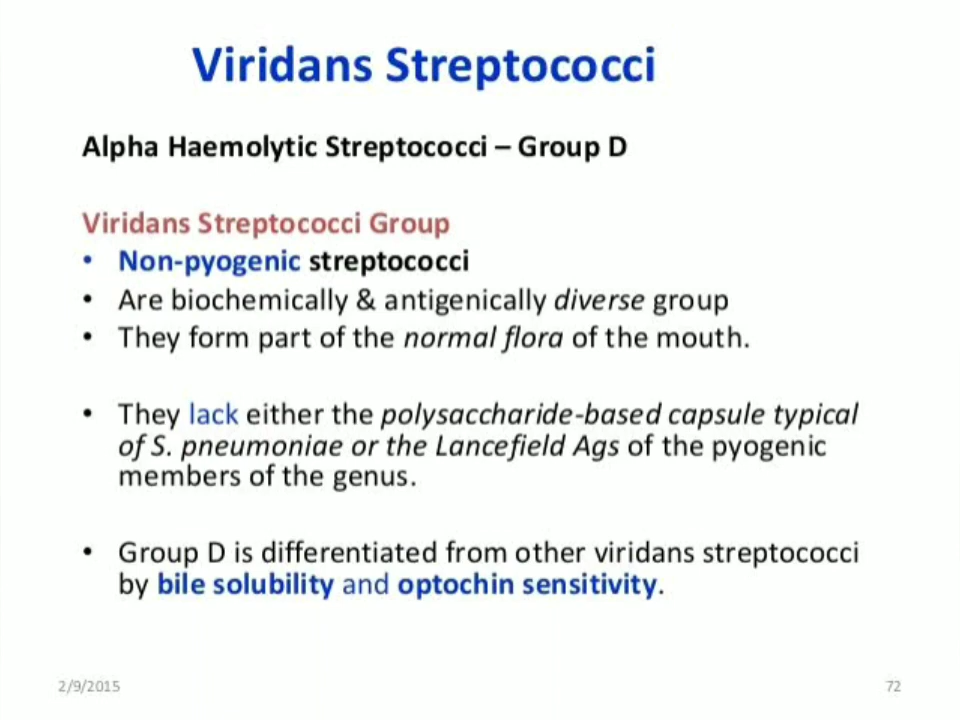 Viridans Streptococci
Alpha Haemolytic Streptococci – Group D
Viridans Streptococci Group
• Non-pyogenic streptococci
• Are biochemically & antigenically diverse group
• They form part of the normal flora of the mouth.
• They lack either the polysaccharide-based capsule typical
of S. pneumoniae or the Lancefield Ags of the pyogenic
members of the genus.
• Group D is differentiated from other viridans streptococci
by bile solubility and optochin sensitivity.
2/9/2015
72